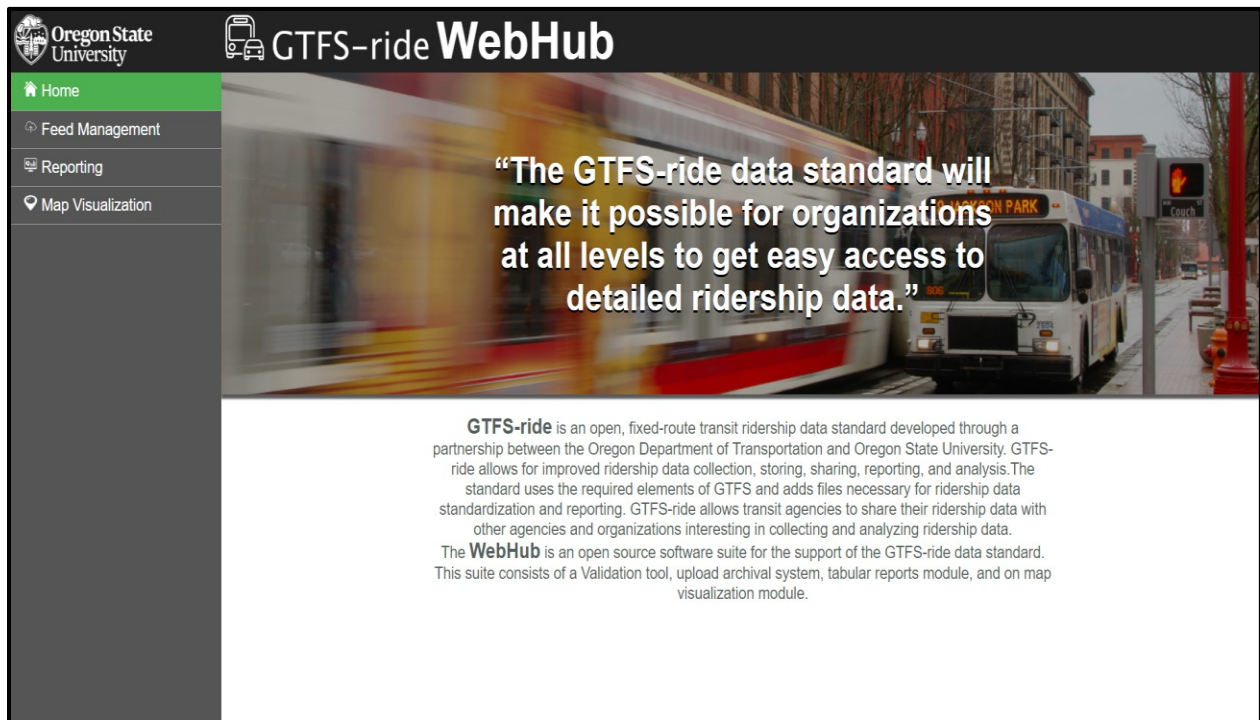 Oregon State
University
GTFS-ride WebHub
Home
Feed Management
Reporting
Map Visualization
“The GTFS-ride data standard will
make it possible for organizations
at all levels to get easy access to
detailed ridership data.”
JACKSON PARK
Couch
806
GTFS-ride is an open, fixed-route transit ridership data standard developed through a
partnership between the Oregon Department of Transportation and Oregon State University. GTFS-
ride allows for improved ridership data collection, storing, sharing, reporting, and analysis.The
standard uses the required elements of GTFS and adds files necessary for ridership data
standardization and reporting. GTFS-ride allows transit agencies to share their ridership data with
other agencies and organizations interesting in collecting and analyzing ridership data.
The WebHub is an open source software suite for the support of the GTFS-ride data standard.
This suite consists of a Validation tool, upload archival system, tabular reports module, and on map
visualization module.